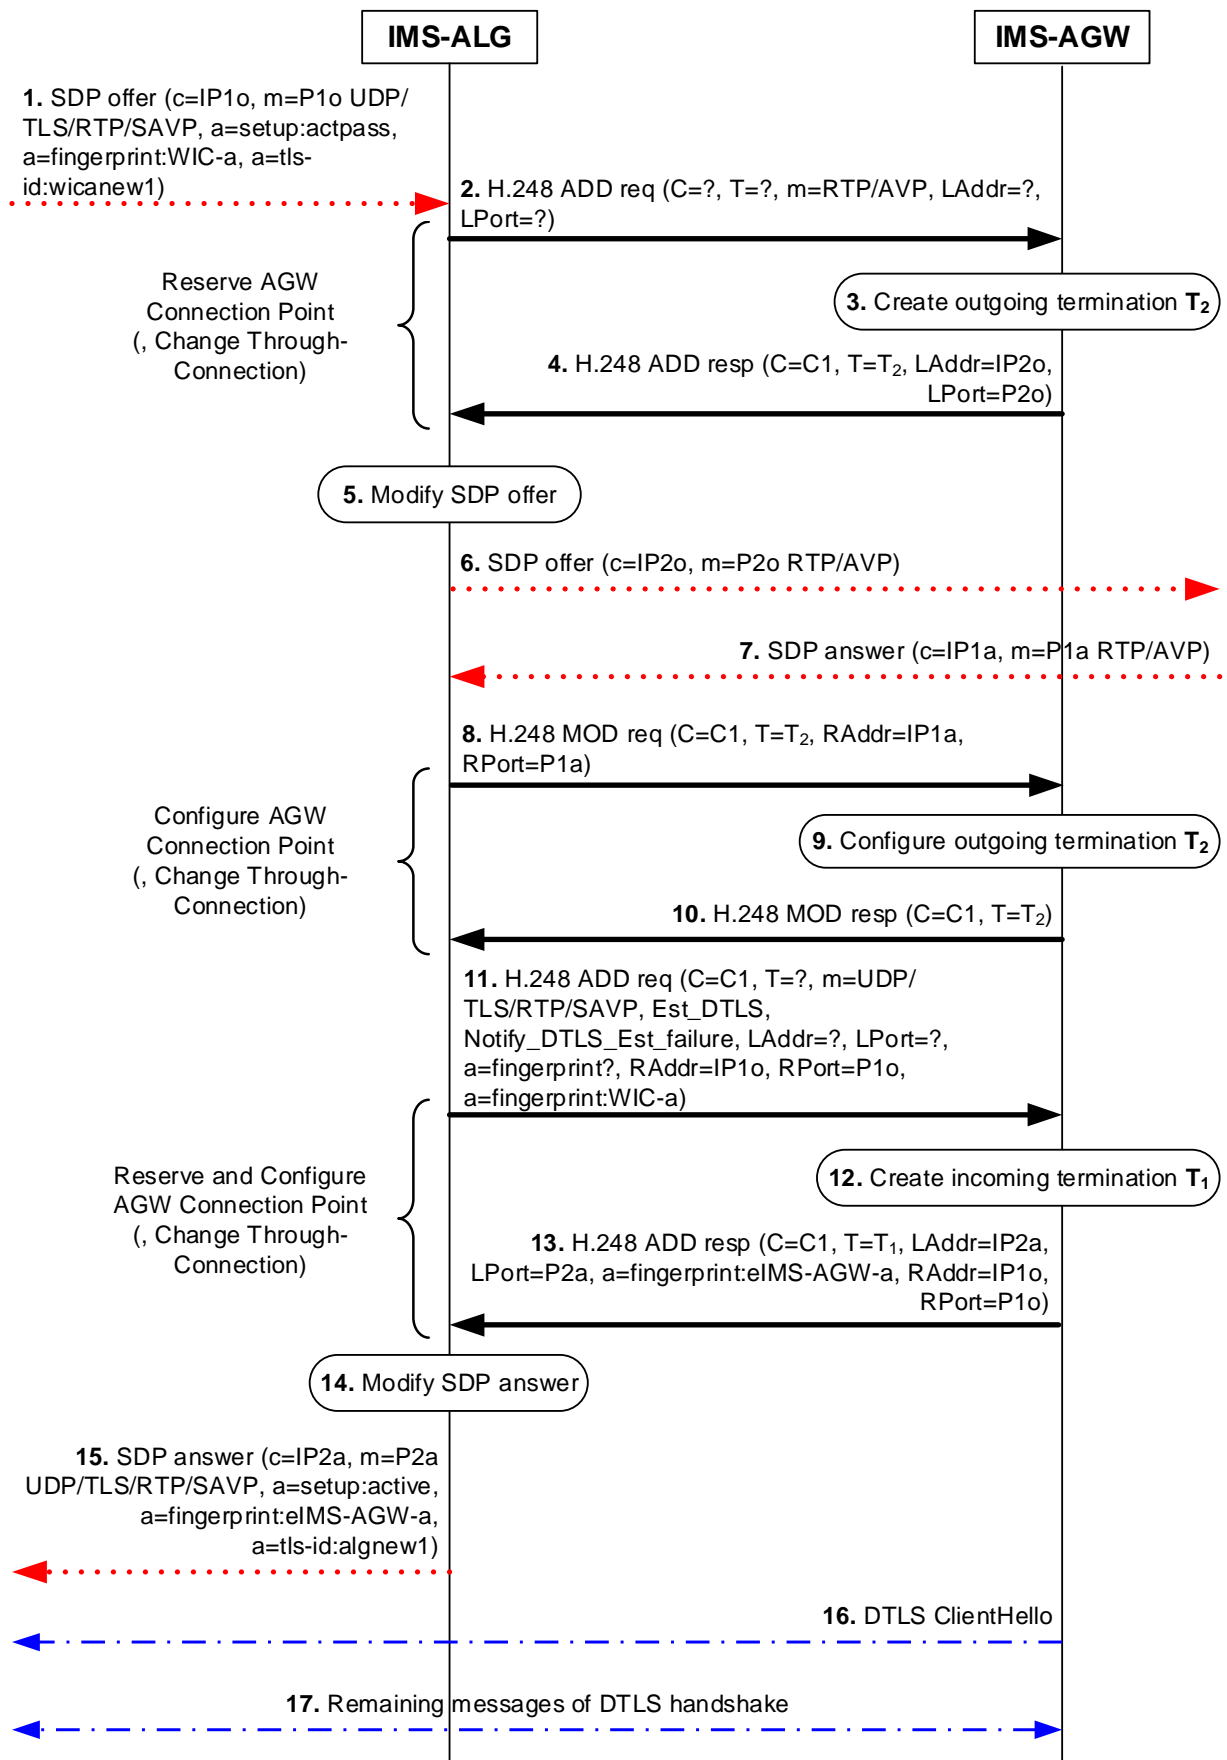 IMS-ALG
IMS-AGW
1. SDP offer (c=IP1o, m=P1o UDP/
TLS/RTP/SAVP, a=setup:actpass,
a=fingerprint:WIC-a, a=tls-
id:wicanew1)
2. H.248 ADD req (C=?, T=?, m=RTP/AVP, LAddr=?,
LPort=?)
Reserve AGW
Connection Point
(, Change Through-
Connection)
3. Create outgoing termination T2
4. H.248 ADD resp (C=C1, T=T2, LAddr=IP2o,
LPort=P2o)
5. Modify SDP offer
6. SDP offer (c=IP2o, m=P2o RTP/AVP)
7. SDP answer (c=IP1a, m=P1a RTP/AVP)
8. H.248 MOD req (C=C1, T=T2, RAddr=IP1a,
RPort=P1a)
Configure AGW
Connection Point
(, Change Through-
Connection)
9. Configure outgoing termination T2
10. H.248 MOD resp (C=C1, T=T2)
11. H.248 ADD req (C=C1, T=?, m=UDP/
TLS/RTP/SAVP, Est_DTLS,
Notify_DTLS_Est_failure, LAddr=?, LPort=?,
a=fingerprint?, RAddr=IP1o, RPort=P1o,
a=fingerprint:WIC-a)
Reserve and Configure
AGW Connection Point
(, Change Through-
Connection)
12. Create incoming termination T1
13. H.248 ADD resp (C=C1, T=T1, LAddr=IP2a,
LPort=P2a, a=fingerprint:eIMS-AGW-a, RAddr=IP1o,
RPort=P1o)
14. Modify SDP answer
15. SDP answer (c=IP2a, m=P2a
UDP/TLS/RTP/SAVP, a=setup:active,
a=fingerprint:eIMS-AGW-a,
a=tls-id:algnew1)
16. DTLS ClientHello
17. Remaining messages of DTLS handshake